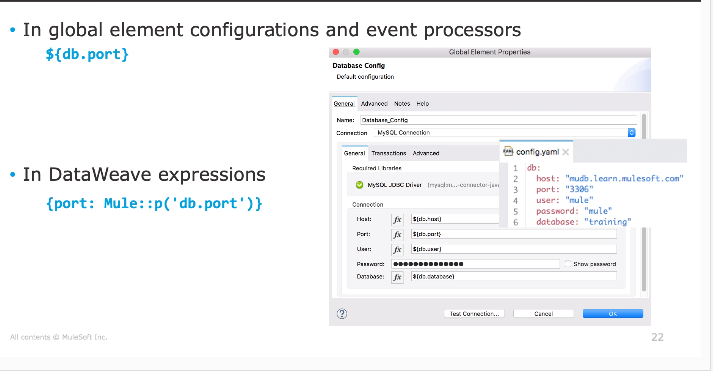 • In global element configurations and event processors
${db.port}
• In DataWeave expressions
{port: Mule::p('db.port')}
Global Element Properties
Database Config
Default configuration
General Advanced Notes Help
Name: Database_Config
Connection MySQL Connection
General Transactions Advanced
Required Libraries
MySQL JDBC Driver (mysql:m...-connector-java
Connection
Host: fx ${db.host}
Port: fx ${db.port}
User: fx ${db.user}
Password: ●●●●●●●●●●●●●● Show password
Database: fx ${db.database}
? Test Connection... Cancel OK
config.yaml
1 db:
2 host: "mudb.learn.mulesoft.com"
3 port: "3306"
4 user: "mule"
5 password: "mule"
6 database: "training"
All contents © MuleSoft Inc.
22